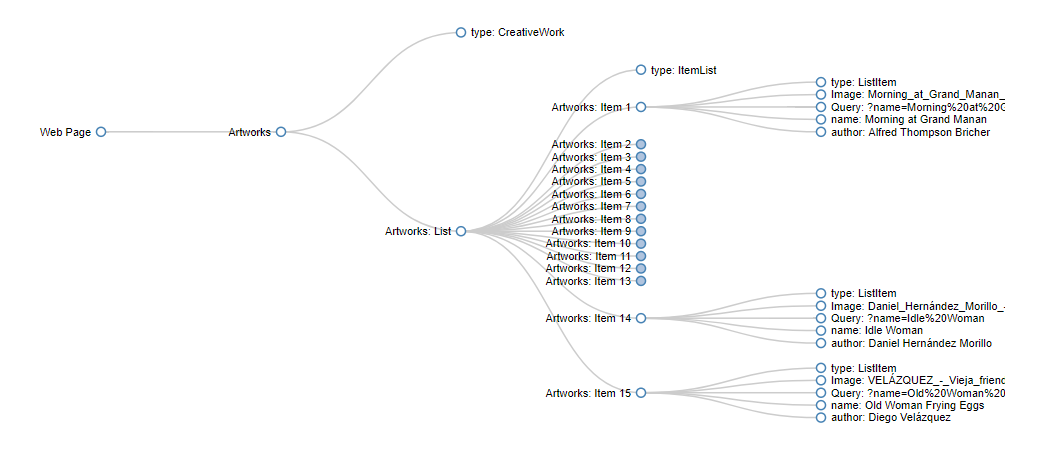 type: CreativeWork
type: ItemList
type: ListItem
Image: Morning_at_Grand_Manan_
Artworks: Item 1
Query: ?name=Morning%20at%20G
name: Morning at Grand Manan
Web Page
Artworks
author: Alfred Thompson Bricher
Artworks: Item 2
Artworks: Item 3
Artworks: Item 4
Artworks: Item 5
Artworks: Item 6
Artworks: Item 7
Artworks: Item 8
Artworks: List
Artworks: Item 9
Artworks: Item 10
Artworks: Item 11
Artworks: Item 12
Artworks: Item 13
type: ListItem
Image: Daniel_Hernández_Morillo_-
Artworks: Item 14
Query: ?name=Idle%20Woman
name: Idle Woman
author: Daniel Hernández Morillo
type: ListItem
Image: VELÁZQUEZ_-_Vieja_friend
Artworks: Item 15
Query: ?name=Old%20Woman%20
name: Old Woman Frying Eggs
author: Diego Velázquez